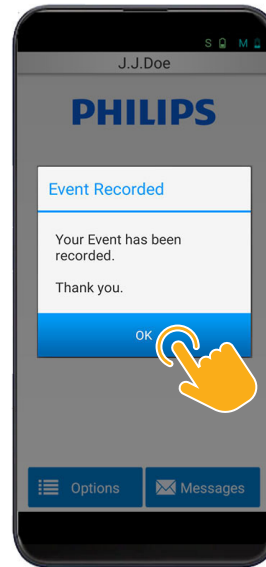 S M
J.J.Doe
PHILIPS
Event Recorded
Your Event has been
recorded.
Thank you.
OK
Options Messages